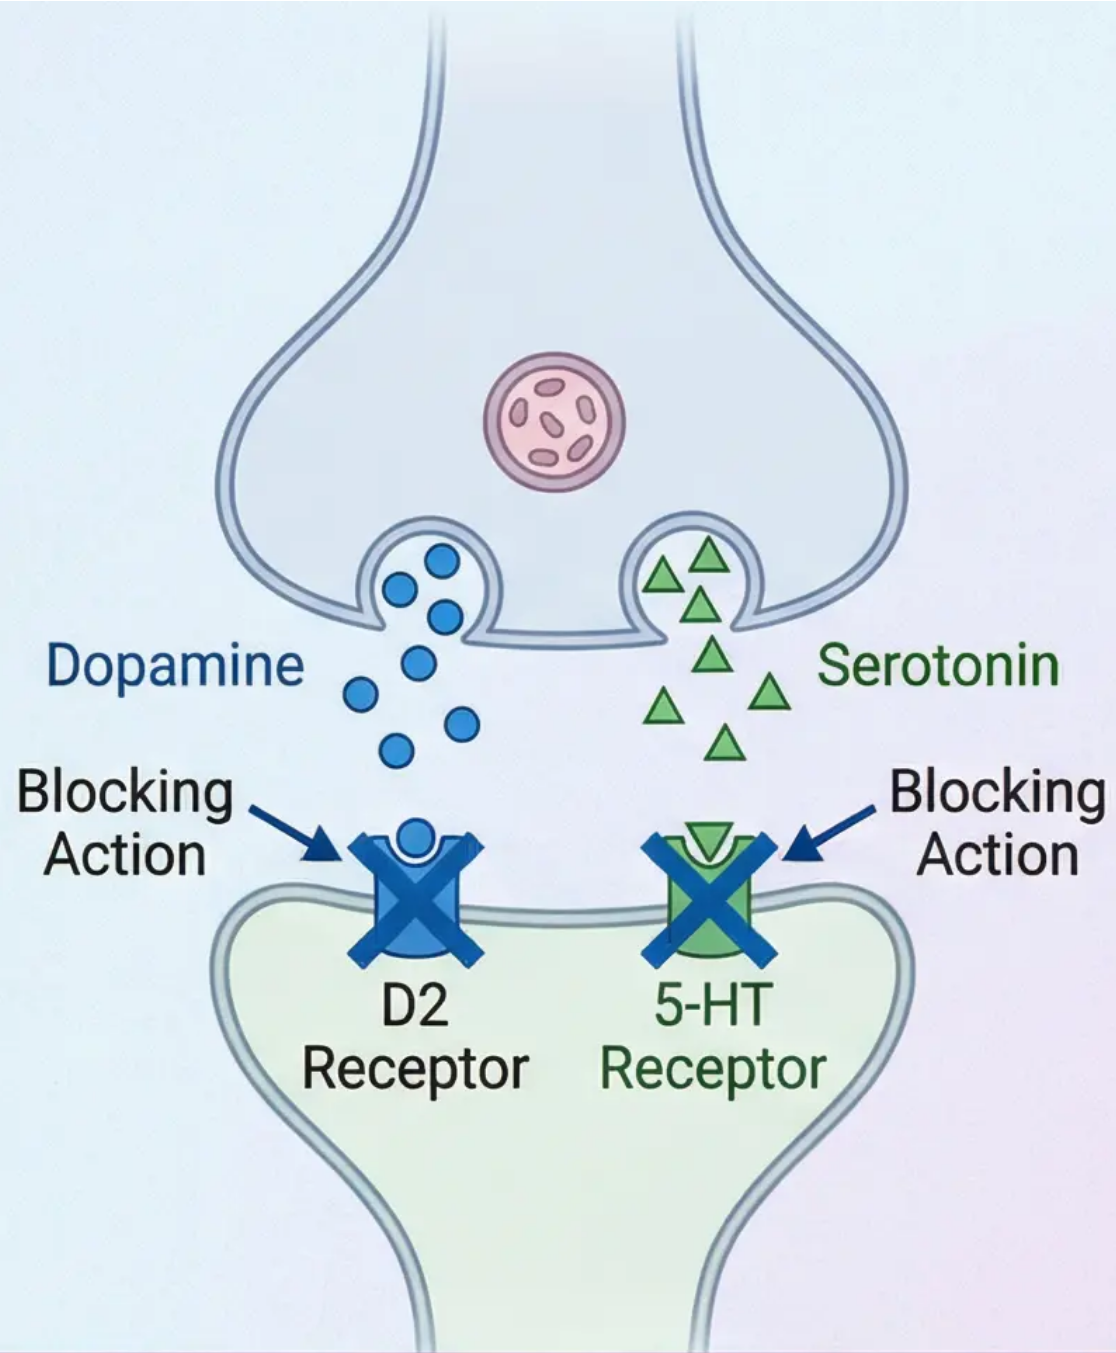 Dopamine
Serotonin
Blocking
Action
Blocking
Action
D2
Receptor
5-HT
Receptor